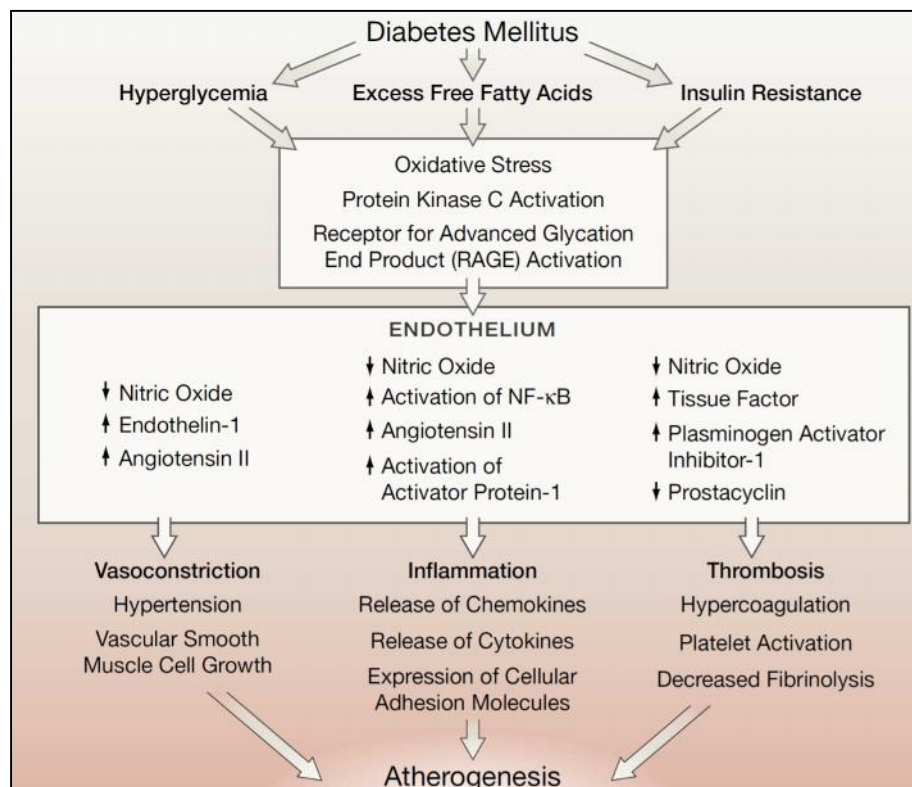 Diabetes Mellitus
Hyperglycemia
Excess Free Fatty Acids
Insulin Resistance
Oxidative Stress
Protein Kinase C Activation
Receptor for Advanced Glycation
End Product (RAGE) Activation
ENDOTHELIUM
↓ Nitric Oxide
↑ Endothelin-1
↑ Angiotensin II
↓ Nitric Oxide
↑ Activation of NF-κB
↑ Angiotensin II
↑ Activation of
Activator Protein-1
↓ Nitric Oxide
↑ Tissue Factor
↑ Plasminogen Activator
Inhibitor-1
↓ Prostacyclin
Vasoconstriction
Hypertension
Vascular Smooth
Muscle Cell Growth
Inflammation
Release of Chemokines
Release of Cytokines
Expression of Cellular
Adhesion Molecules
Thrombosis
Hypercoagulation
Platelet Activation
Decreased Fibrinolysis
Atherogenesis